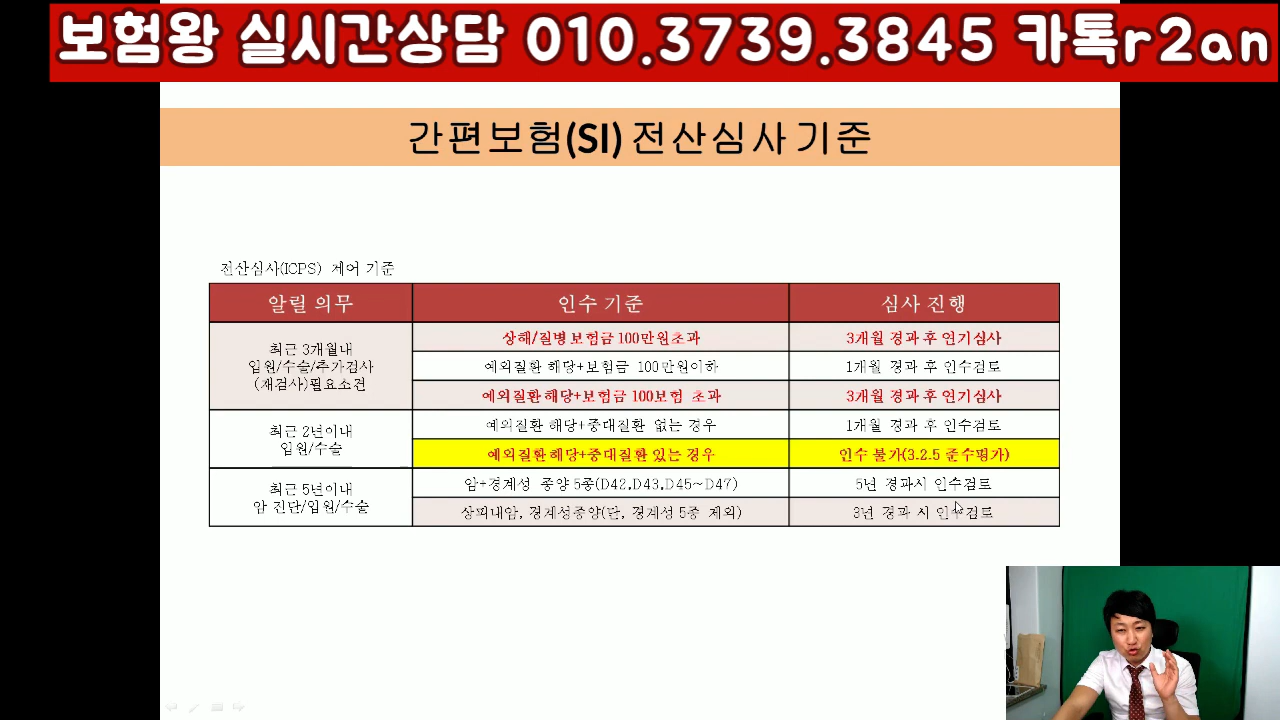 보험왕 실시간상담 010.3739.3845 카톡r2an
간편보험(SI) 전산심사 기준
전산심사(ICPS) 게어 기준
알릴 의무 인수 기준 심사 진행
최근 3개월내
입원/수술/추가검사
(재검사)필요소견
상해/질병 보험금 100만원초과 3개월 경과 후 연기심사
예외질환 해당+보험금 100만원이하 1개월 경과 후 인수검토
예외질환 해당+보험금 100보험 초과 3개월 경과 후 연기심사
최근 2년이내
입원/수술
예외질환 해당+중대질환 없는 경우 1개월 경과 후 인수검토
예외질환 해당+중대질환 있는 경우 인수 불가(3.2.5 준수평가)
최근 5년이내
암 진단/입원/수술
암+경계성 종양 5종(D42,D43,D45~D47) 5년 경과시 인수검토
상피내암, 경계성종양(단, 경계성 5종 제외) 3년 경과 시 인수검토